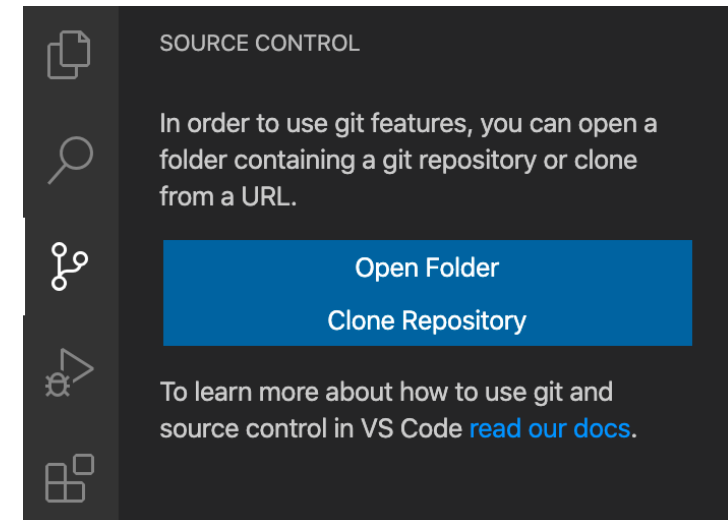 SOURCE CONTROL
In order to use git features, you can open a
folder containing a git repository or clone
from a URL.
Open Folder
Clone Repository
To learn more about how to use git and
source control in VS Code read our docs.